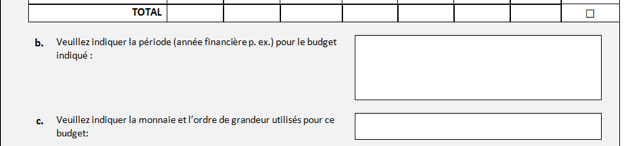 TOTAL ☐
b. Veuillez indiquer la période (année financière p. ex.) pour le budget
indiqué :
c. Veuillez indiquer la monnaie et l’ordre de grandeur utilisés pour ce
budget: